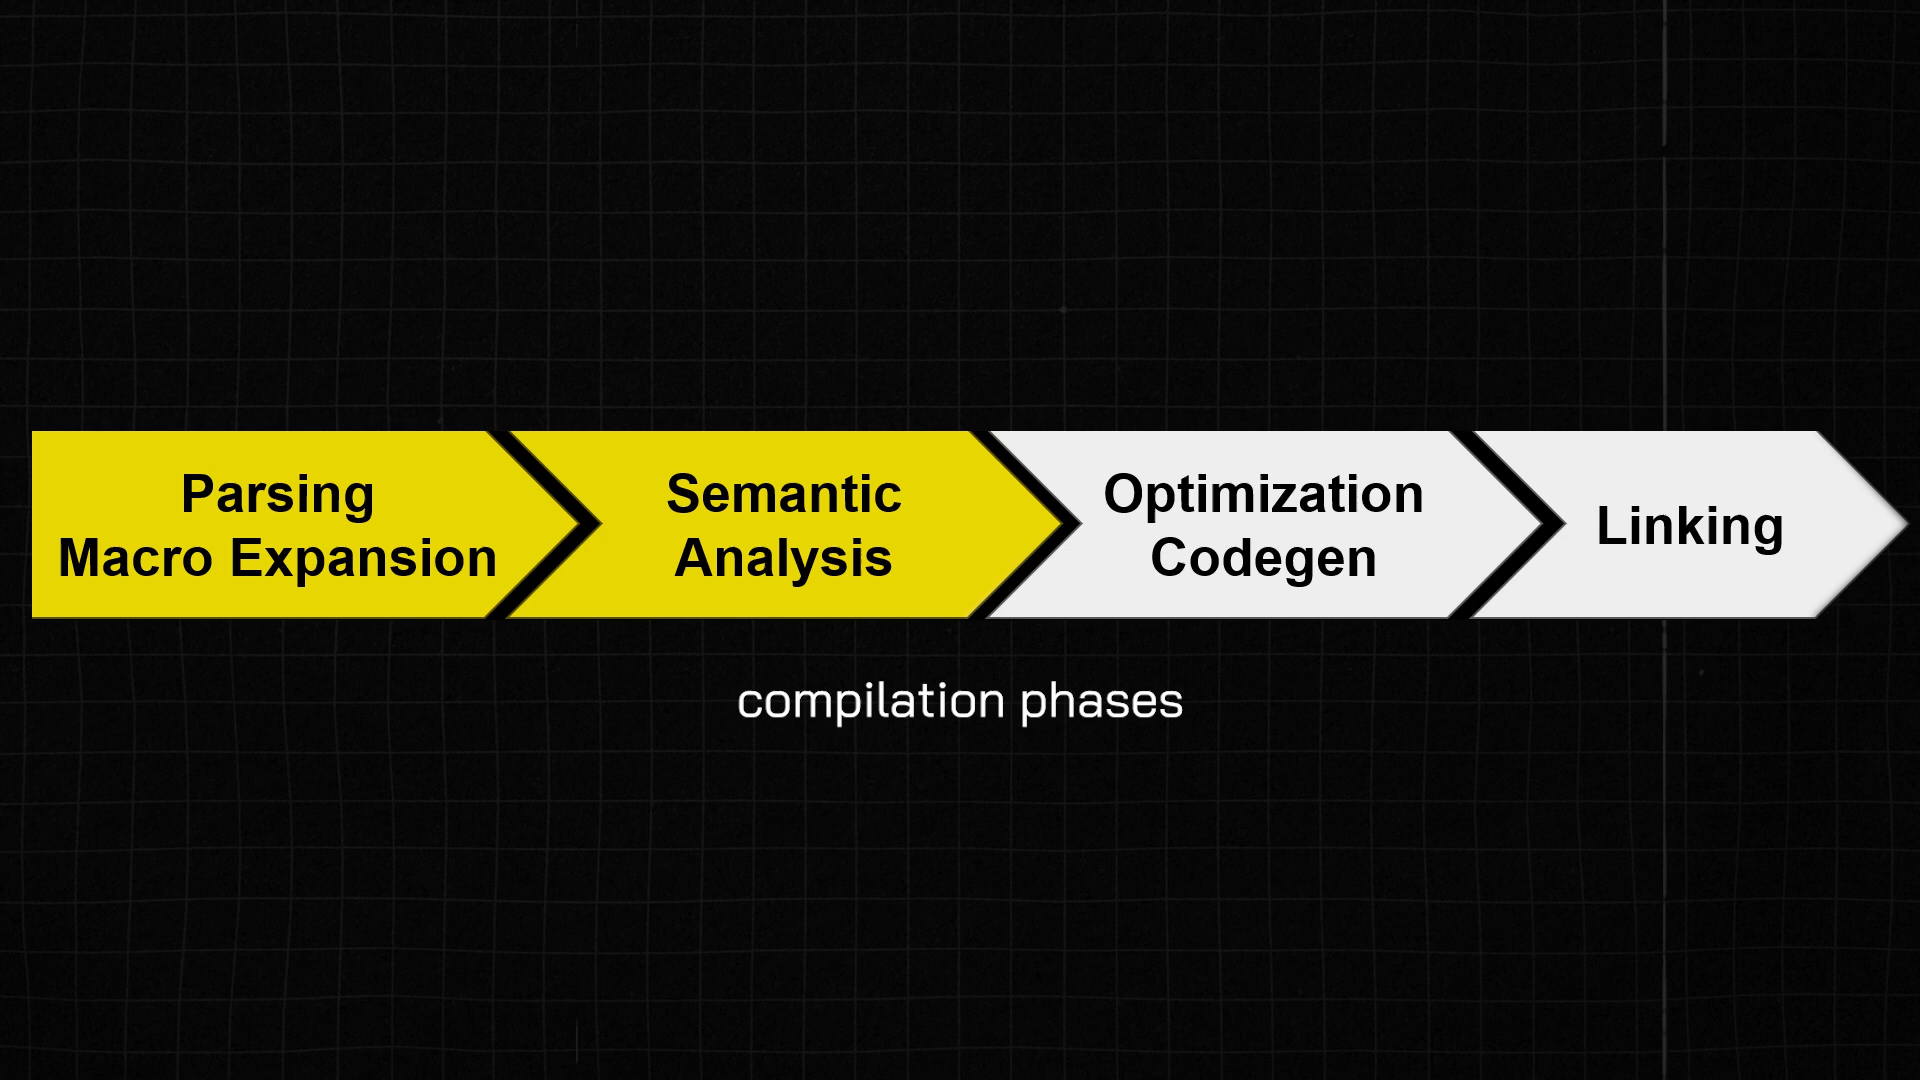 Parsing
Macro Expansion
Semantic
Analysis
Optimization
Codegen
Linking
compilation phases